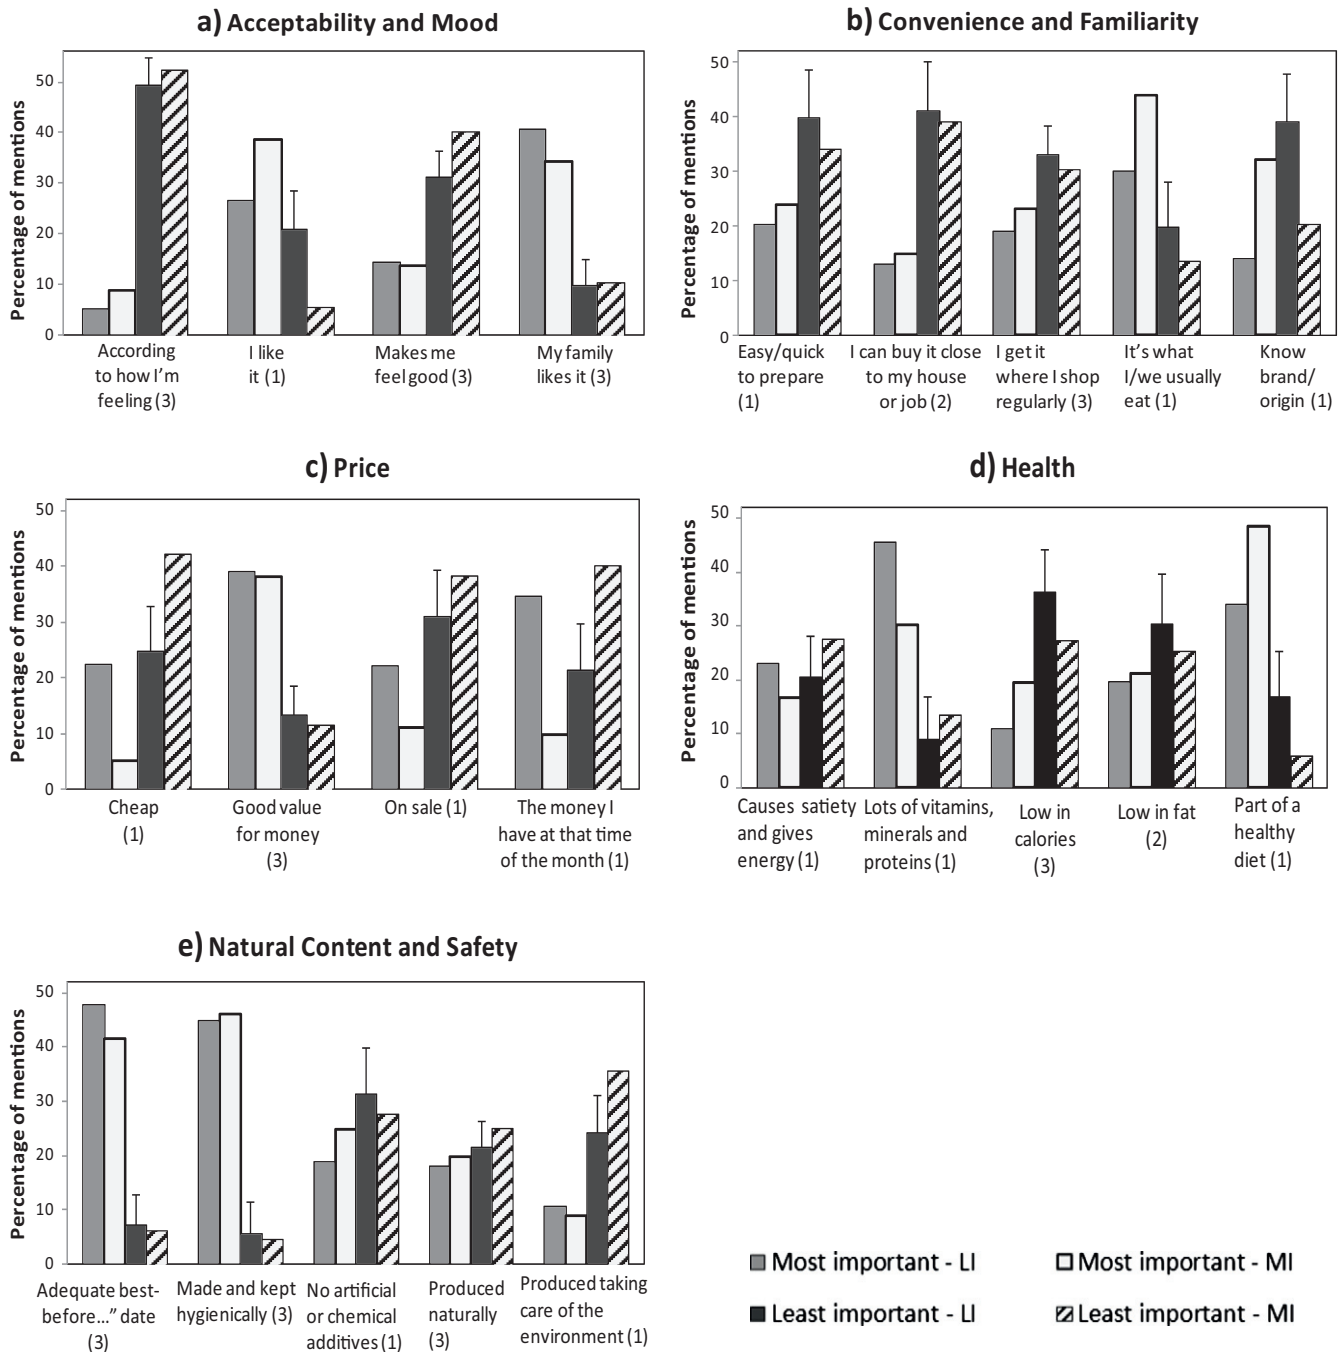 a) Acceptability and Mood
Percentage of mentions
50
40
30
20
10
0
According
to how I'm
feeling (3)
I like
it (1)
Makes me
feel good (3)
My family
likes it (3)
b) Convenience and Familiarity
Percentage of mentions
50
40
30
20
10
0
Easy/quick
to prepare
(1)
I can buy it close
to my house
or job (2)
I get it
where I shop
regularly (3)
It's what
I/we usually
eat (1)
Know
brand/
origin (1)
c) Price
Percentage of mentions
50
40
30
20
10
0
Cheap
(1)
Good value
for money
(3)
On sale (1)
The money I
have at that time
of the month (1)
d) Health
Percentage of mentions
50
40
30
20
10
0
Causes satiety
and gives
energy (1)
Lots of vitamins,
minerals and
proteins (1)
Low in
calories
(3)
Low in fat
(2)
Part of a
healthy
diet (1)
e) Natural Content and Safety
Percentage of mentions
50
40
30
20
10
0
Adequate best-
before..." date
(3)
Made and kept
hygienically (3)
No artificial
or chemical
additives (1)
Produced
naturally
(3)
Produced taking
care of the
environment (1)
Most important - LI
Most important - MI
Least important - LI
Least important - MI